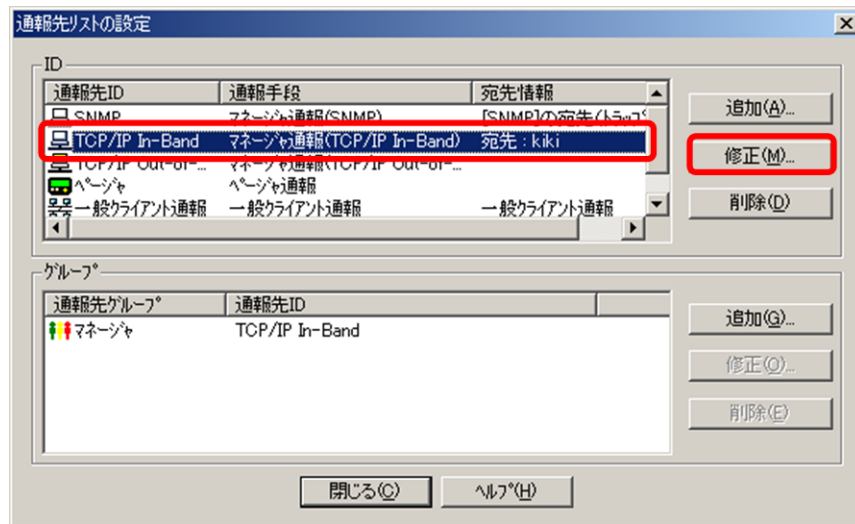 通報先リストの設定
ID
通報先ID 通報手段 宛先情報
SNMP マネージャ通報(SNMP) [SNMP]の宛先(トラップ
TCP/IP In-Band マネージャ通報(TCP/IP In-Band) 宛先：kiki
TCP/IP Out-of-... マネージャ通報(TCP/IP Out-of-...
ページャ ページャ通報
一般クライアント通報 一般クライアント通報 一般クライアント通報
追加(A)...
修正(M)...
削除(D)
グループ
通報先グループ 通報先ID
マネージャ TCP/IP In-Band
追加(G)...
修正(O)...
削除(E)
閉じる(C) ヘルプ(H)